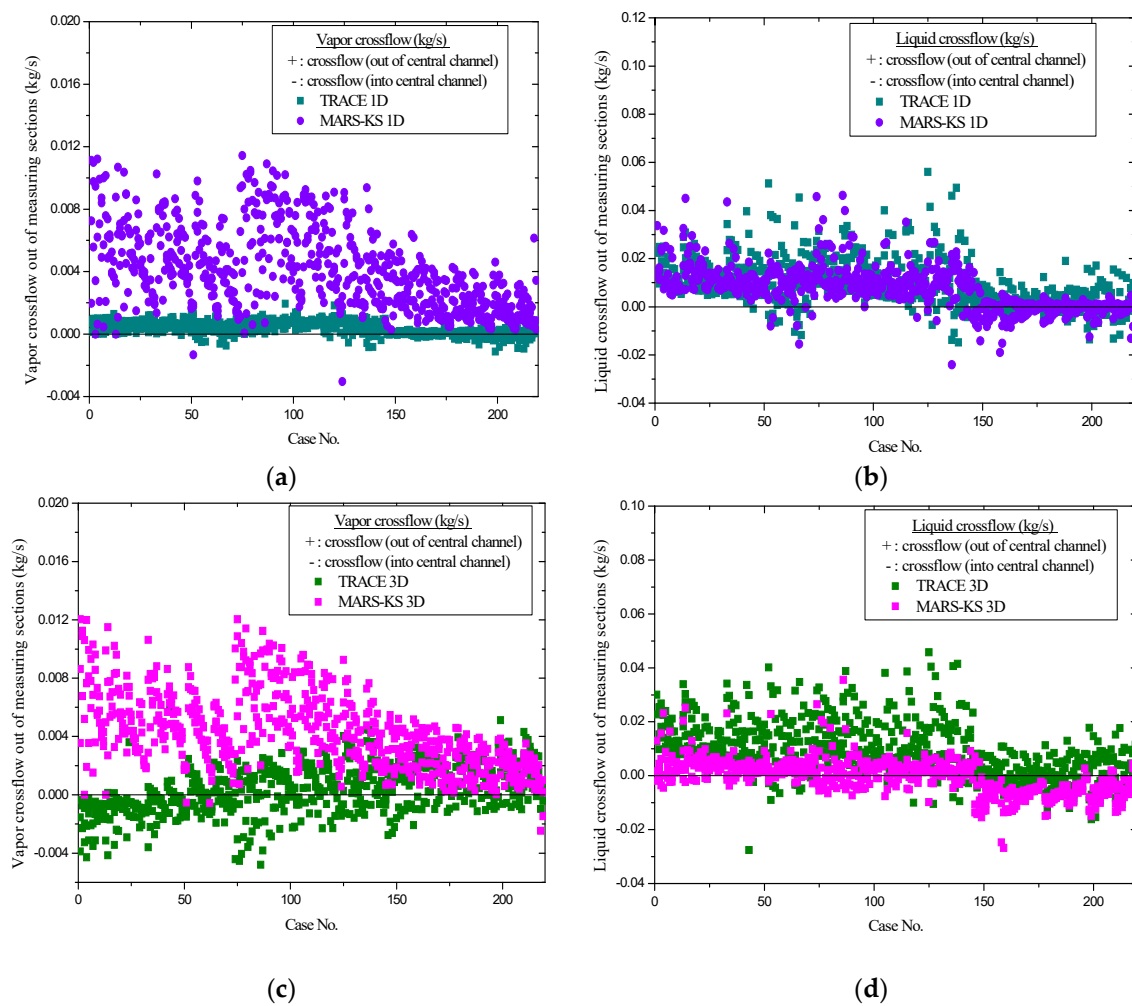 0.020
0.016
0.012
0.008
0.004
0.000
-0.004
Vapor crossflow out of measuring sections (kg/s)
Vapor crossflow (kg/s)
+ : crossflow (out of central channel)
- : crossflow (into central channel)
TRACE 1D
MARS-KS 1D
0 50 100 150 200
Case No.
(a)
0.12
0.10
0.08
0.06
0.04
0.02
0.00
-0.02
-0.04
Liquid crossflow out of measuring sections (kg/s)
Liquid crossflow (kg/s)
+ : crossflow (out of central channel)
- : crossflow (into central channel)
TRACE 1D
MARS-KS 1D
0 50 100 150 200
Case No.
(b)
0.020
0.016
0.012
0.008
0.004
0.000
-0.004
Vapor crossflow out of measuring sections (kg/s)
Vapor crossflow (kg/s)
+ : crossflow (out of central channel)
- : crossflow (into central channel)
TRACE 3D
MARS-KS 3D
0 50 100 150 200
Case No.
(c)
0.10
0.08
0.06
0.04
0.02
0.00
-0.02
-0.04
Liquid crossflow out of measuring sections (kg/s)
Liquid crossflow (kg/s)
+ : crossflow (out of central channel)
- : crossflow (into central channel)
TRACE 3D
MARS-KS 3D
0 50 100 150 200
Case No.
(d)